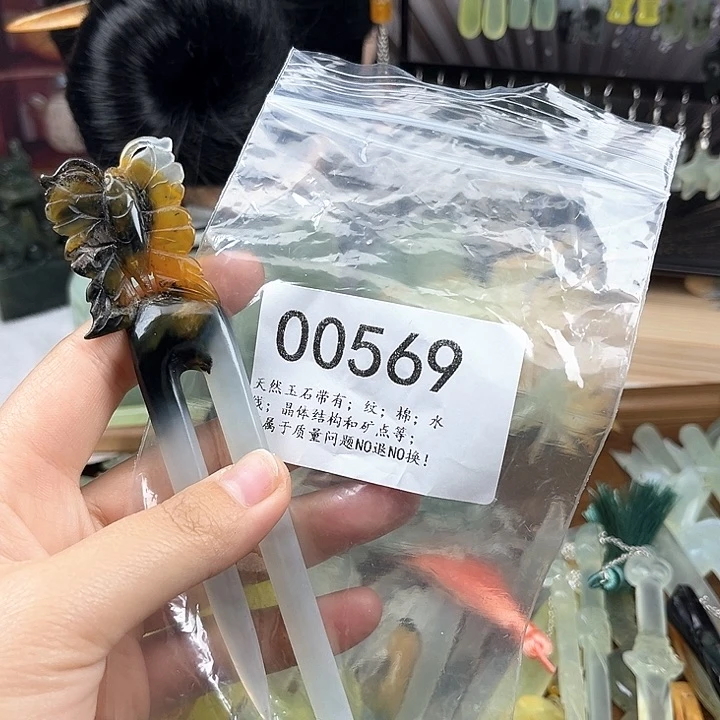 00569
天然玉石带有; 纹; 棉; 水
线; 晶体结构和矿点等;
属于质量问题NO退NO换!